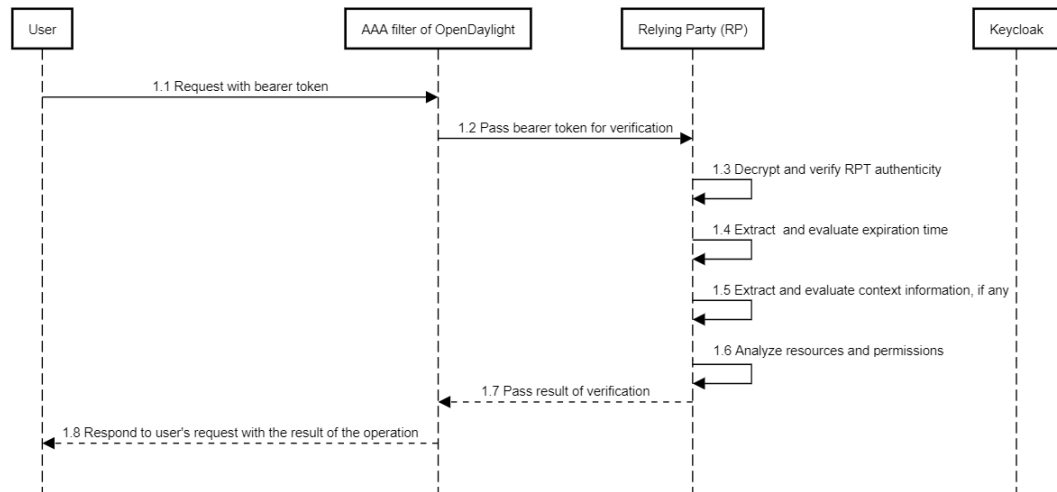 User
AAA filter of OpenDaylight
Relying Party (RP)
Keycloak
1.1 Request with bearer token
1.2 Pass bearer token for verification
1.3 Decrypt and verify RPT authenticity
1.4 Extract and evaluate expiration time
1.5 Extract and evaluate context information, if any
1.6 Analyze resources and permissions
1.7 Pass result of verification
1.8 Respond to user's request with the result of the operation